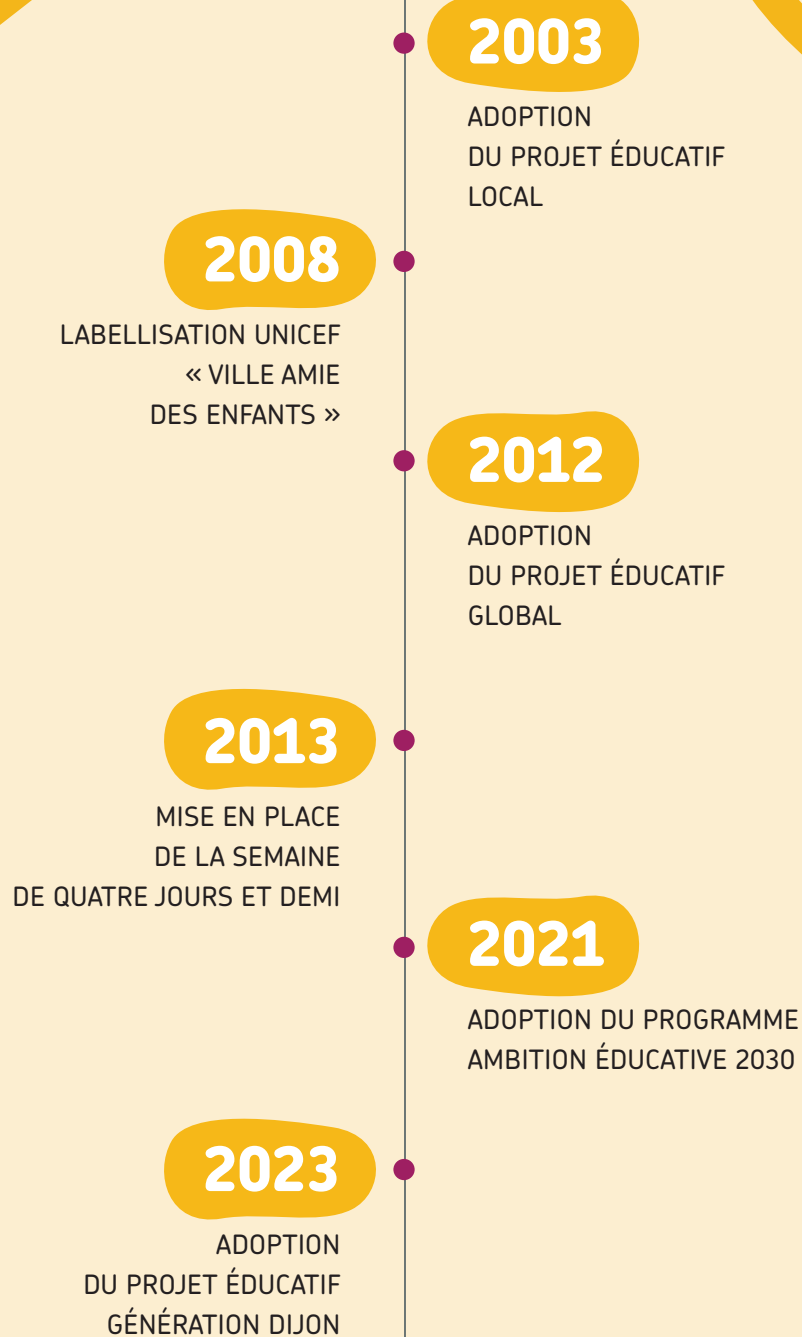 2003
ADOPTION
DU PROJET ÉDUCATIF
LOCAL
2008
LABELLISATION UNICEF
« VILLE AMIE
DES ENFANTS »
2012
ADOPTION
DU PROJET ÉDUCATIF
GLOBAL
2013
MISE EN PLACE
DE LA SEMAINE
DE QUATRE JOURS ET DEMI
2021
ADOPTION DU PROGRAMME
AMBITION ÉDUCATIVE 2030
2023
ADOPTION
DU PROJET ÉDUCATIF
GÉNÉRATION DIJON